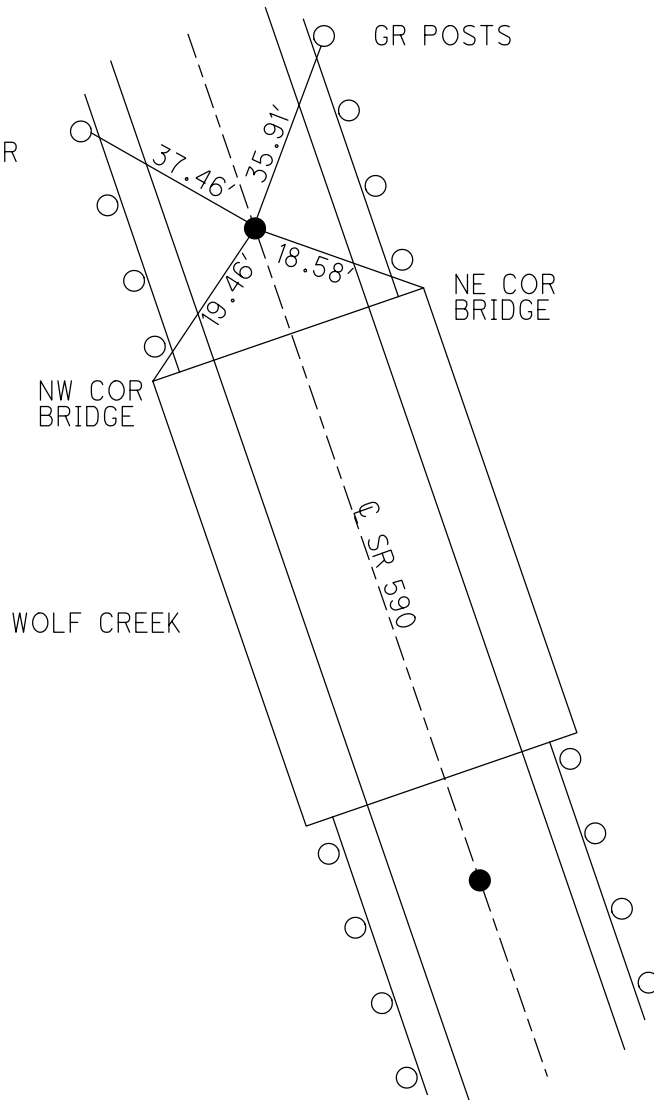 GR POSTS
R
37.46'
35.91'
19.46'
18.58'
NE COR
BRIDGE
NW COR
BRIDGE
℄ SR 590
WOLF CREEK